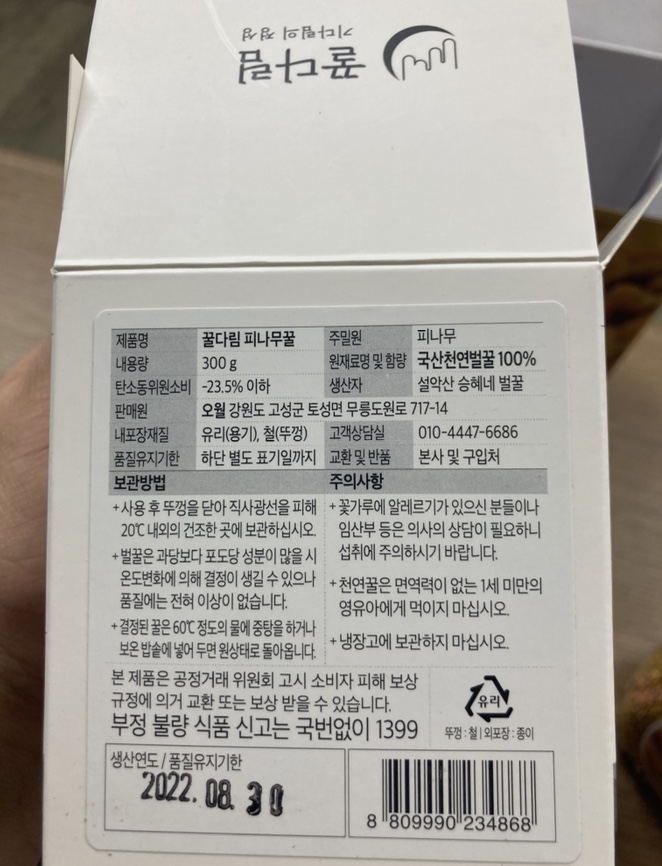 꿀다림
기다림의 정성
제품명 꿀다림 피나무꿀 주밀원 피나무
내용량 300 g 원재료명 및 함량 국산천연벌꿀 100%
탄소동위원소비 -23.5% 이하 생산자 설악산 승혜네 벌꿀
판매원 오월 강원도 고성군 토성면 무릉도원로 717-14
내포장재질 유리(용기), 철(뚜껑) 고객상담실 010-4447-6686
품질유지기한 하단 별도 표기일까지 교환 및 반품 본사 및 구입처
보관방법
+ 사용 후 뚜껑을 닫아 직사광선을 피해
20℃ 내외의 건조한 곳에 보관하십시오.
+ 벌꿀은 과당보다 포도당 성분이 많을 시
온도변화에 의해 결정이 생길 수 있으나
품질에는 전혀 이상이 없습니다.
+ 결정된 꿀은 60℃ 정도의 물에 중탕을 하거나
보온 밥솥에 넣어 두면 원상태로 돌아옵니다.
주의사항
+ 꽃가루에 알레르기가 있으신 분들이나
임산부 등은 의사의 상담이 필요하니
섭취에 주의하시기 바랍니다.
+ 천연꿀은 면역력이 없는 1세 미만의
영유아에게 먹이지 마십시오.
+ 냉장고에 보관하지 마십시오.
본 제품은 공정거래 위원회 고시 소비자 피해 보상
규정에 의거 교환 또는 보상 받을 수 있습니다.
부정 불량 식품 신고는 국번없이 1399
유리
뚜껑 : 철 | 외포장 : 종이
생산연도 / 품질유지기한
2022. 08. 30
8 809990 234868